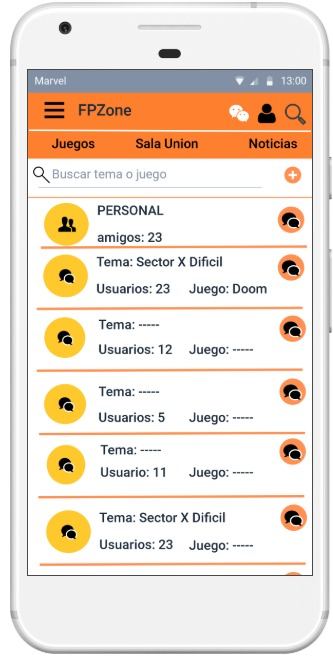 Marvel 13:00
FPZone
Juegos Sala Union Noticias
Buscar tema o juego
PERSONAL
amigos: 23
Tema: Sector X Dificil
Usuarios: 23 Juego: Doom
Tema: -----
Usuarios: 12 Juego: -----
Tema: -----
Usuarios: 5 Juego: -----
Tema: -----
Usuario: 11 Juego: -----
Tema: Sector X Dificil
Usuarios: 23 Juego: -----